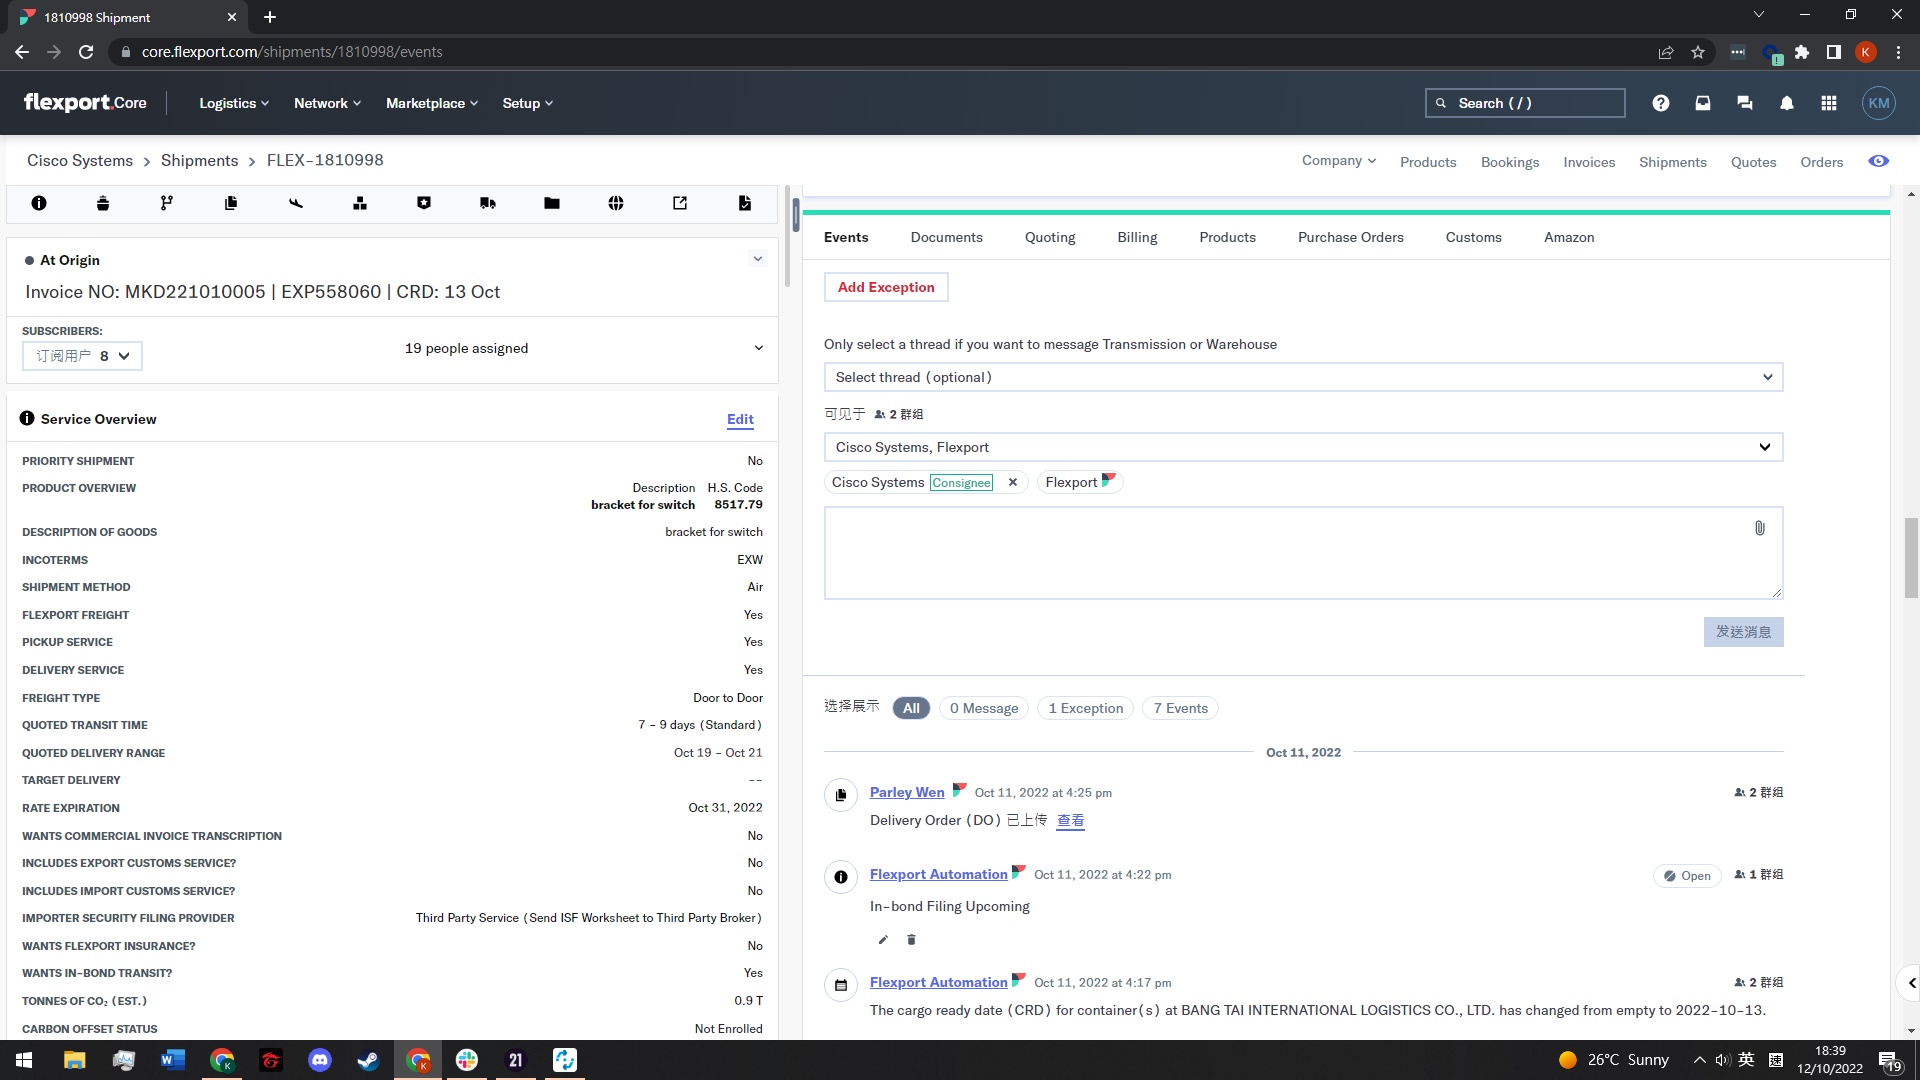 1810998 Shipment
core.flexport.com/shipments/1810998/events
K
flexport.Core
Logistics
Network
Marketplace
Setup
Search ( / )
KM
Cisco Systems > Shipments > FLEX-1810998
Company
Products
Bookings
Invoices
Shipments
Quotes
Orders
At Origin
Invoice NO: MKD221010005 | EXP558060 | CRD: 13 Oct
SUBSCRIBERS:
订阅用户 8
19 people assigned
Service Overview
Edit
PRIORITY SHIPMENT No
PRODUCT OVERVIEW Description H.S. Code
bracket for switch 8517.79
DESCRIPTION OF GOODS bracket for switch
INCOTERMS EXW
SHIPMENT METHOD Air
FLEXPORT FREIGHT Yes
PICKUP SERVICE Yes
DELIVERY SERVICE Yes
FREIGHT TYPE Door to Door
QUOTED TRANSIT TIME 7 - 9 days (Standard)
QUOTED DELIVERY RANGE Oct 19 - Oct 21
TARGET DELIVERY --
RATE EXPIRATION Oct 31, 2022
WANTS COMMERCIAL INVOICE TRANSCRIPTION No
INCLUDES EXPORT CUSTOMS SERVICE? No
INCLUDES IMPORT CUSTOMS SERVICE? No
IMPORTER SECURITY FILING PROVIDER Third Party Service (Send ISF Worksheet to Third Party Broker)
WANTS FLEXPORT INSURANCE? No
WANTS IN-BOND TRANSIT? Yes
TONNES OF CO₂ (EST.) 0.9 T
CARBON OFFSET STATUS Not Enrolled
Events
Documents
Quoting
Billing
Products
Purchase Orders
Customs
Amazon
Add Exception
Only select a thread if you want to message Transmission or Warehouse
Select thread (optional)
可见于 2 群组
Cisco Systems, Flexport
Cisco Systems Consignee ✕ Flexport
发送消息
选择展示 All 0 Message 1 Exception 7 Events
Oct 11, 2022
Parley Wen Oct 11, 2022 at 4:25 pm 2 群组
Delivery Order (DO) 已上传 查看
Flexport Automation Oct 11, 2022 at 4:22 pm Open 1 群组
In-bond Filing Upcoming
Flexport Automation Oct 11, 2022 at 4:17 pm 2 群组
The cargo ready date (CRD) for container(s) at BANG TAI INTERNATIONAL LOGISTICS CO., LTD. has changed from empty to 2022-10-13.
21
26°C Sunny
英
速
18:39
12/10/2022
19